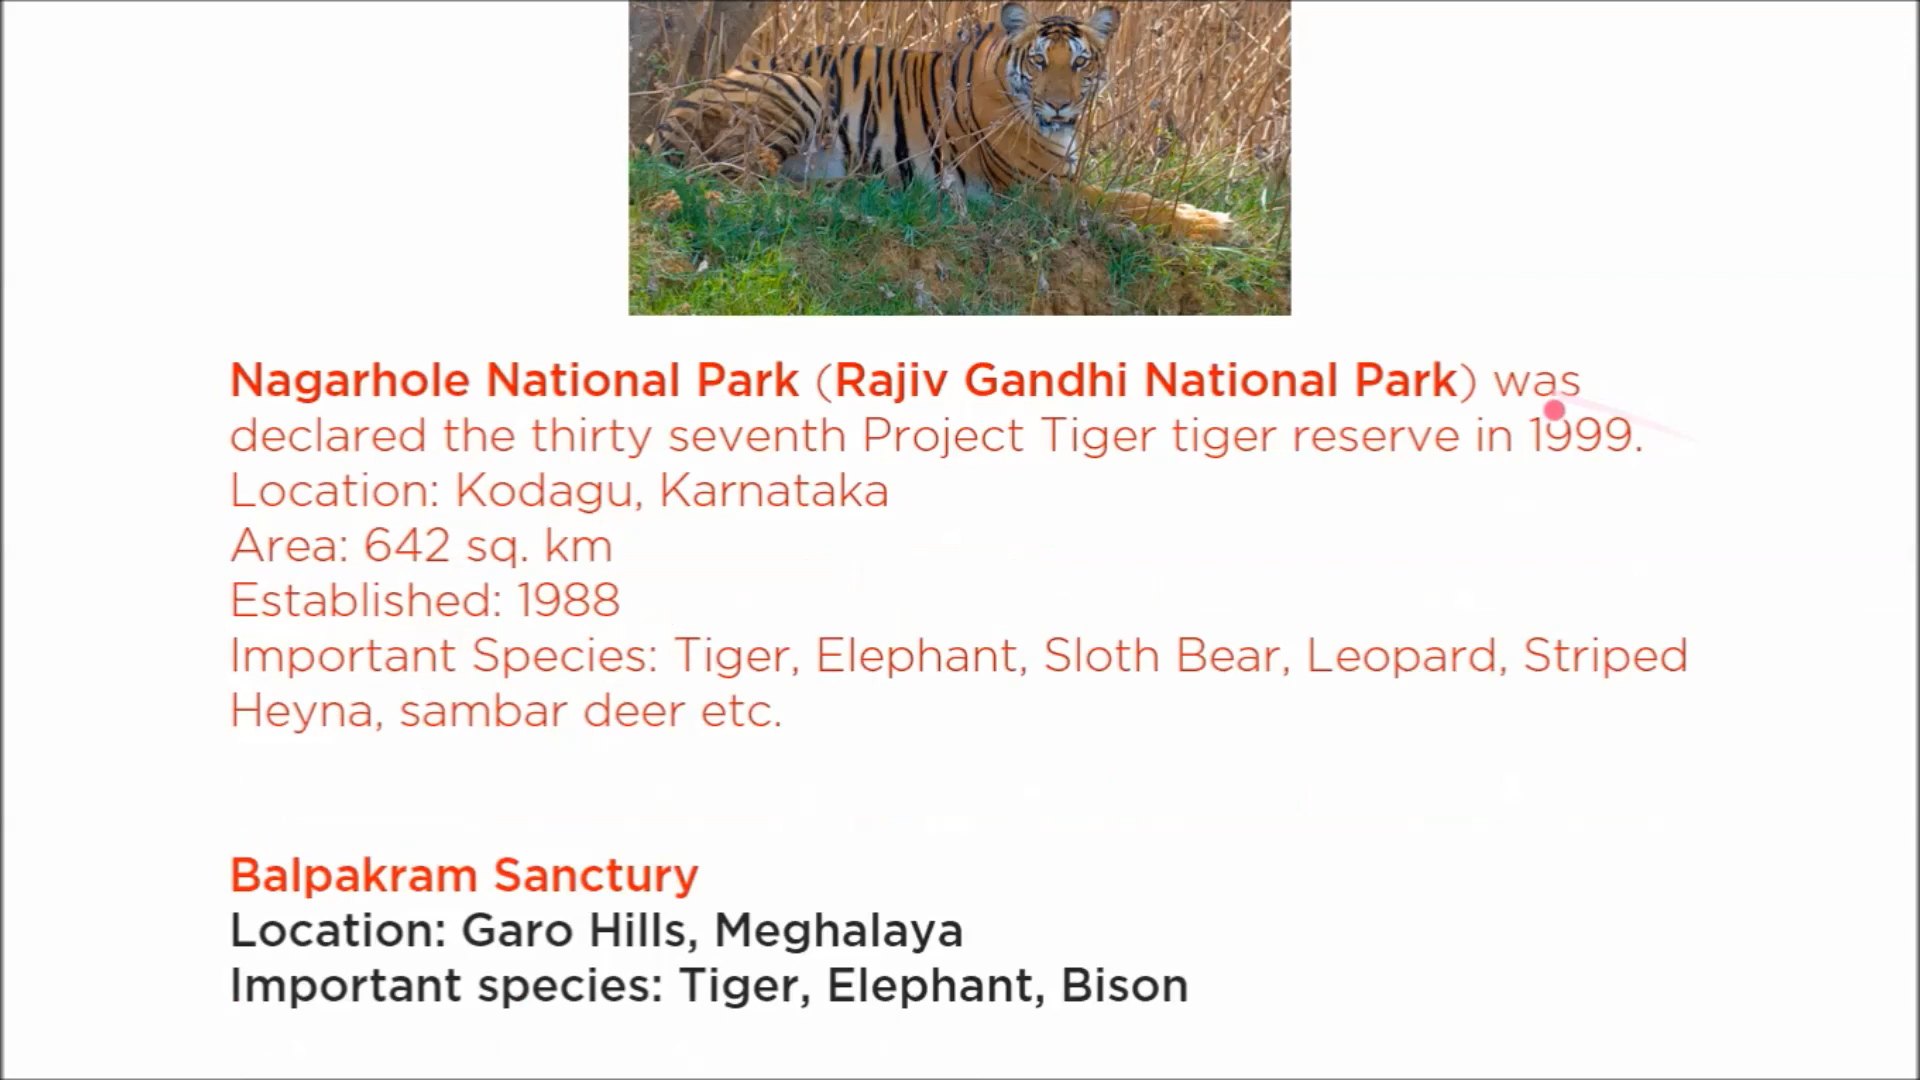 Nagarhole National Park (Rajiv Gandhi National Park) was
declared the thirty seventh Project Tiger tiger reserve in 1999.
Location: Kodagu, Karnataka
Area: 642 sq. km
Established: 1988
Important Species: Tiger, Elephant, Sloth Bear, Leopard, Striped
Heyna, sambar deer etc.
Balpakram Sanctury
Location: Garo Hills, Meghalaya
Important species: Tiger, Elephant, Bison